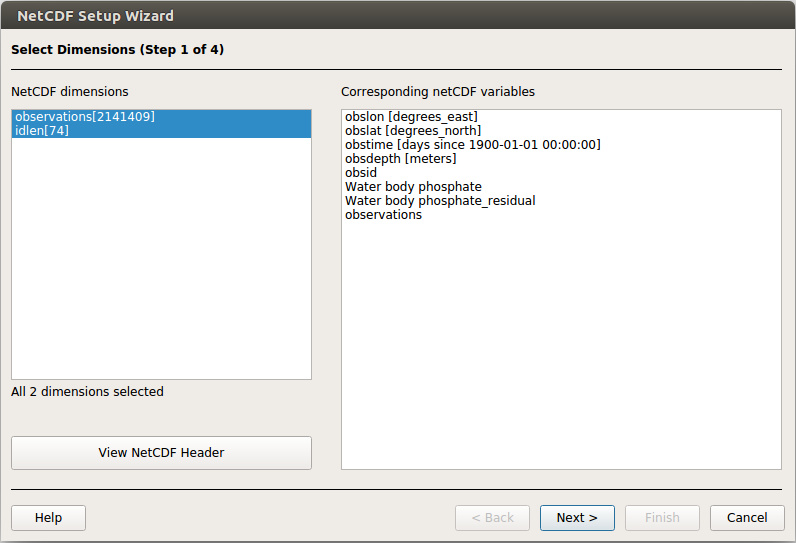 NetCDF Setup Wizard
Select Dimensions (Step 1 of 4)
NetCDF dimensions
observations[2141409]
idlen[74]
All 2 dimensions selected
View NetCDF Header
Corresponding netCDF variables
obslon [degrees_east]
obslat [degrees_north]
obstime [days since 1900-01-01 00:00:00]
obsdepth [meters]
obsid
Water body phosphate
Water body phosphate_residual
observations
Help
< Back
Next >
Finish
Cancel